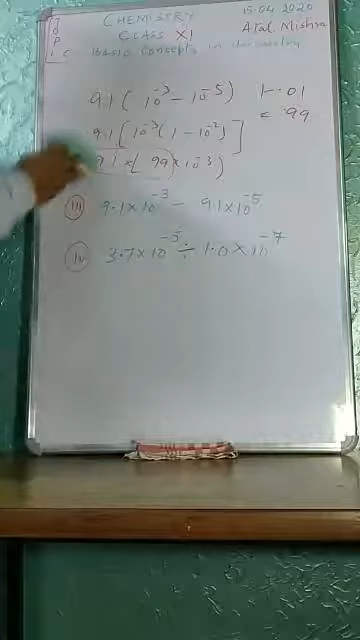 CHEMISTRY 15.04.2020
CLASS XI Atal Mishra
TOPIC - basic concepts in chemistry
9.1 ( 10⁻³ - 10⁻⁵ ) 1-.01
9.1 [ 10⁻³ ( 1 - 10⁻² ) ] = .99
9.1 × ( .99 × 10⁻³ )
(iii) 9.1×10⁻³ - 9.1×10⁻⁵
(iv) 3.7×10⁻⁵ ÷ 1.0×10⁻⁷